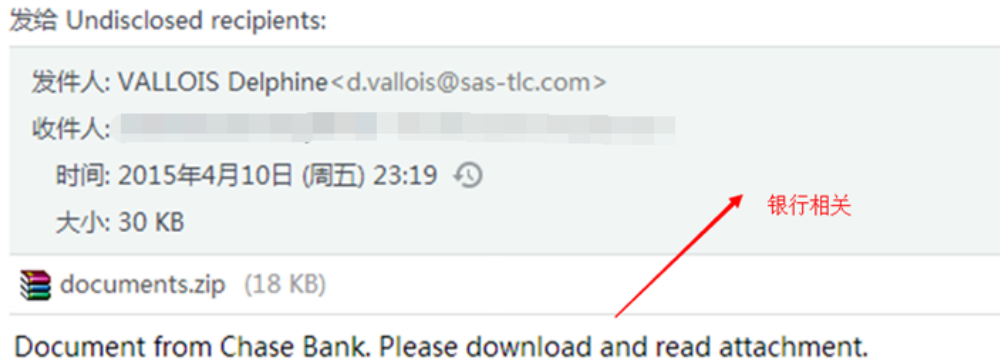 发给 Undisclosed recipients:
发件人: VALLOIS Delphine<d.vallois@sas-tlc.com>
收件人:
时间: 2015年4月10日 (周五) 23:19
银行相关
大小: 30 KB
documents.zip (18 KB)
Document from Chase Bank. Please download and read attachment.